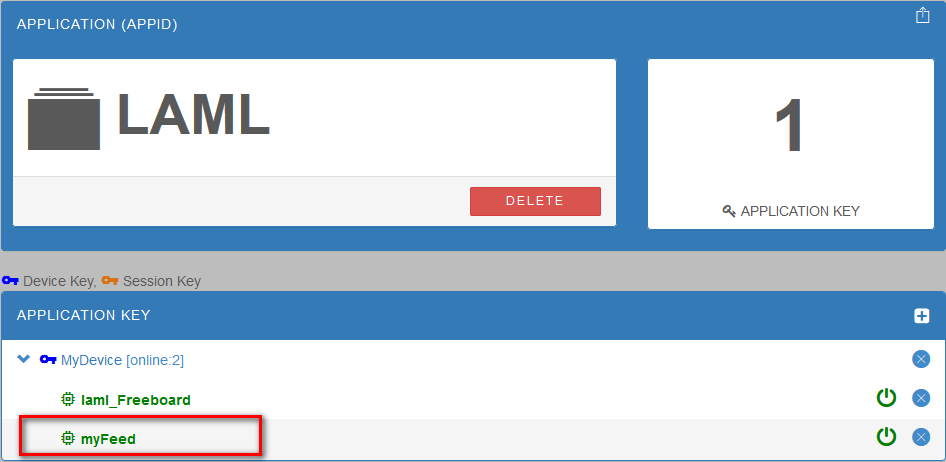 APPLICATION (APPID)
LAML
DELETE
1
APPLICATION KEY
Device Key, Session Key
APPLICATION KEY
MyDevice [online:2]
laml_Freeboard
myFeed